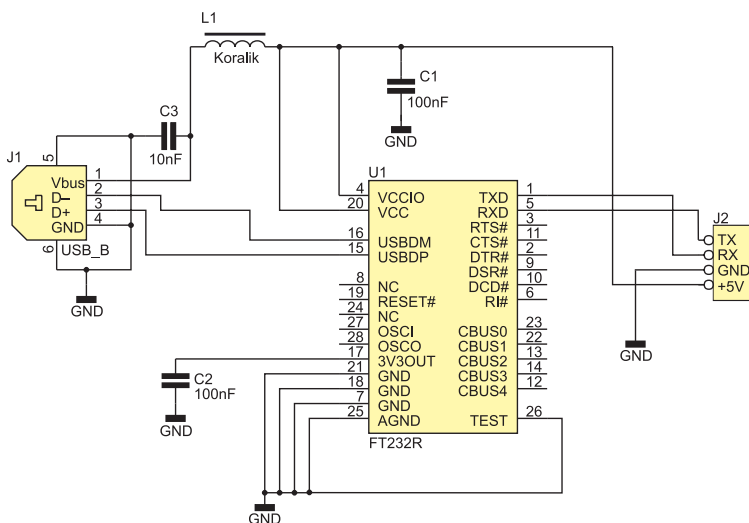 L1
Koralik
C1
100nF
GND
C3
10nF
J1
5
Vbus
D−
D+
GND
1
2
3
4
6
USB_B
GND
U1
4
20
16
15
8
19
24
27
28
17
21
18
7
25
VCCIO
VCC
USBDM
USBDP
NC
RESET#
NC
OSCI
OSCO
3V3OUT
GND
GND
GND
AGND
TXD
RXD
RTS#
CTS#
DTR#
DSR#
DCD#
RI#
CBUS0
CBUS1
CBUS2
CBUS3
CBUS4
TEST
1
5
3
11
2
9
10
6
23
22
13
14
12
26
FT232R
J2
TX
RX
GND
+5V
GND
C2
100nF
GND
GND